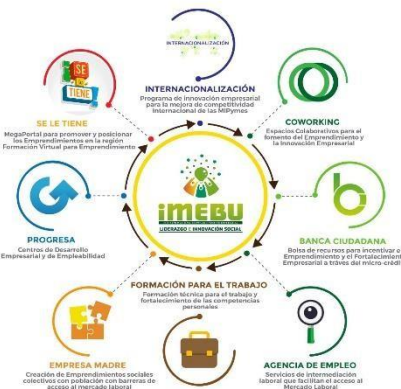 INTERNACIONALIZACIÓN
INTERNACIONALIZACIÓN
Programa de innovación empresarial
para la mejora de competitividad
Internacional de las MiPymes
SE LE
TIENE
SE LE TIENE
MegaPortal para promover y posicionar
los Emprendimientos en la región
Formación Virtual para Emprendimiento
COWORKING
Espacios Colaborativos para el
fomento del Emprendimiento y
la Innovación Empresarial
imebu
LIDERAZGO E INNOVACIÓN SOCIAL
PROGRESA
Centros de Desarrollo
Empresarial y de Empleabilidad
b
BANCA CIUDADANA
Bolsa de recursos para incentivar el
Emprendimiento y el Fortalecimiento
Empresarial a tráves del micro-crédito
FORMACIÓN PARA EL TRABAJO
Formación técnica para el trabajo y
fortalecimiento de las competencias
personales
EMPRESA MADRE
Creación de Emprendimientos sociales
colectivos con población con barreras de
acceso al mercado laboral
AGENCIA DE EMPLEO
Servicios de intermediación
laboral que facilitan el acceso al
Mercado Laboral